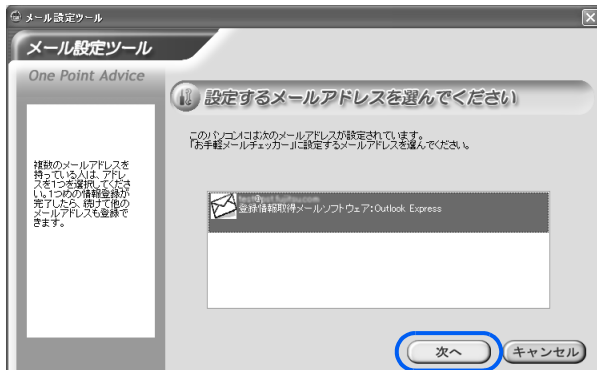 メール設定ツール
メール設定ツール
One Point Advice
設定するメールアドレスを選んでください
このパソコンには次のメールアドレスが設定されています。
「お手軽メールチェッカー」に設定するメールアドレスを選んでください。
複数のメールアドレスを
持っている人は、アドレ
スを1つを選択してくださ
い。1つめの情報登録が
完了したら、続けて他の
メールアドレスも登録で
きます。
登録情報取得メールソフトウェア:Outlook Express
次へ
キャンセル